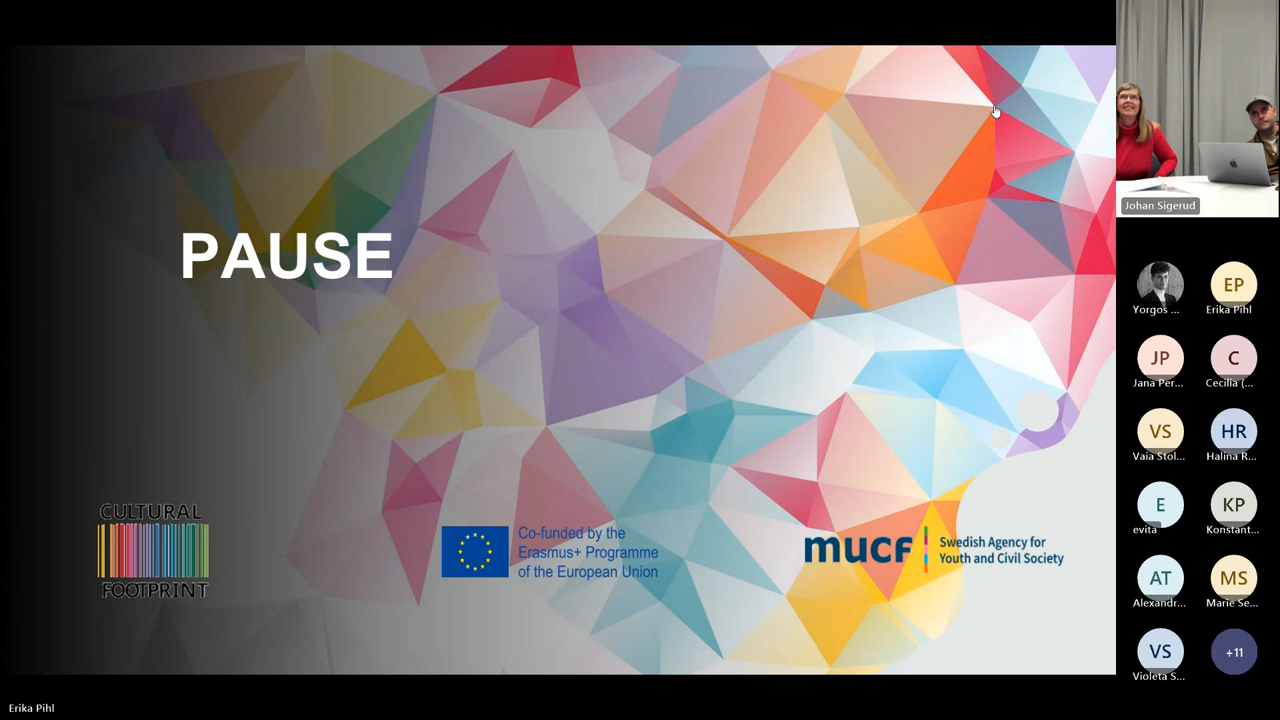 PAUSE
CULTURAL
FOOTPRINT
Co-funded by the
Erasmus+ Programme
of the European Union
mucf
Swedish Agency for
Youth and Civil Society
Johan Sigerud
Yorgos ...
EP
Erika Pihl
JP
Jana Per...
C
Cecilia (...
VS
Vaia Stol...
HR
Halina R...
E
evita
KP
Konstant...
AT
Alexandr...
MS
Marie Se...
VS
Violeta S...
+11
Erika Pihl